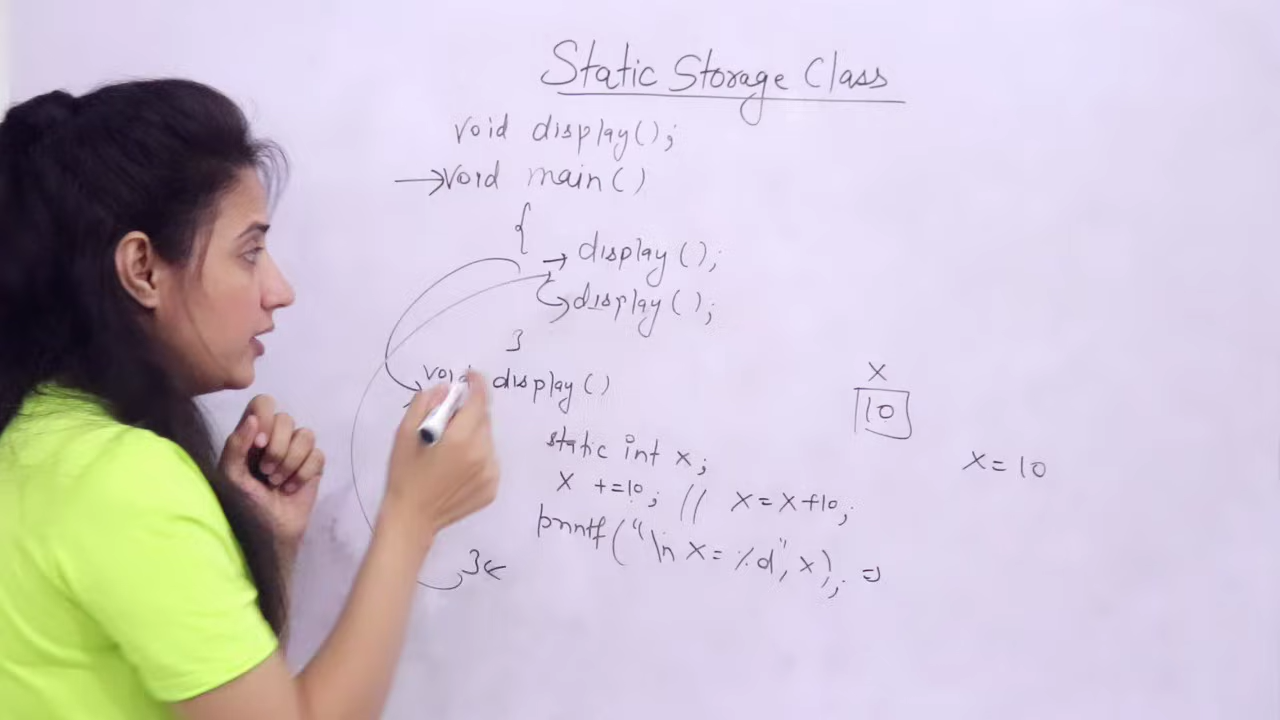 Static Storage Class
void display();
→void main()
{
→ display();
display();
}
void display()
static int x;
x +=10; // x=x+10;
printf("\n x= %d", x); ⇒
}←
x
10
x=10